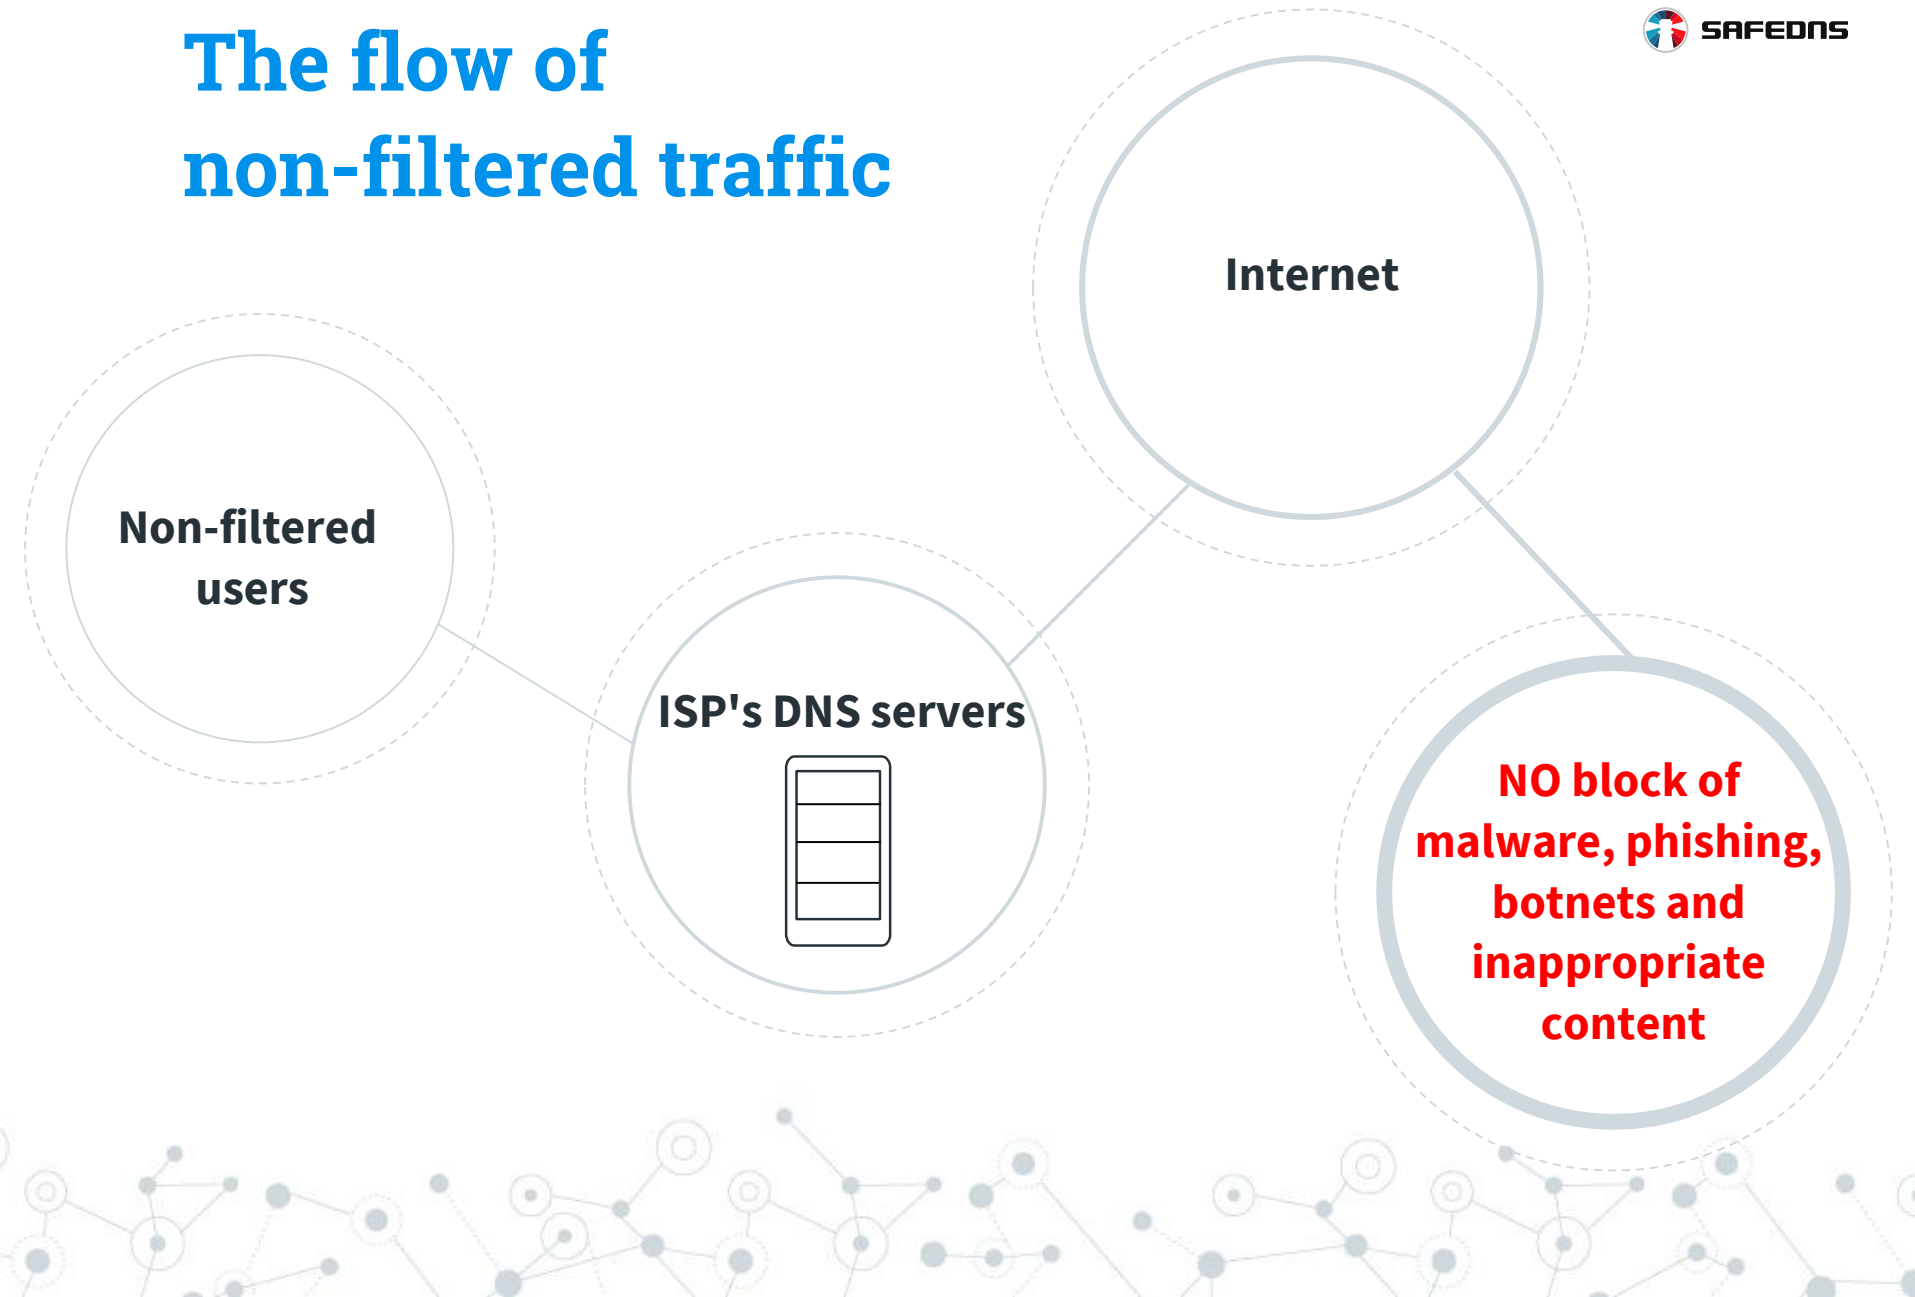 The flow of
non-filtered traffic
SAFEDNS
Internet
Non-filtered
users
ISP's DNS servers
NO block of
malware, phishing,
botnets and
inappropriate
content